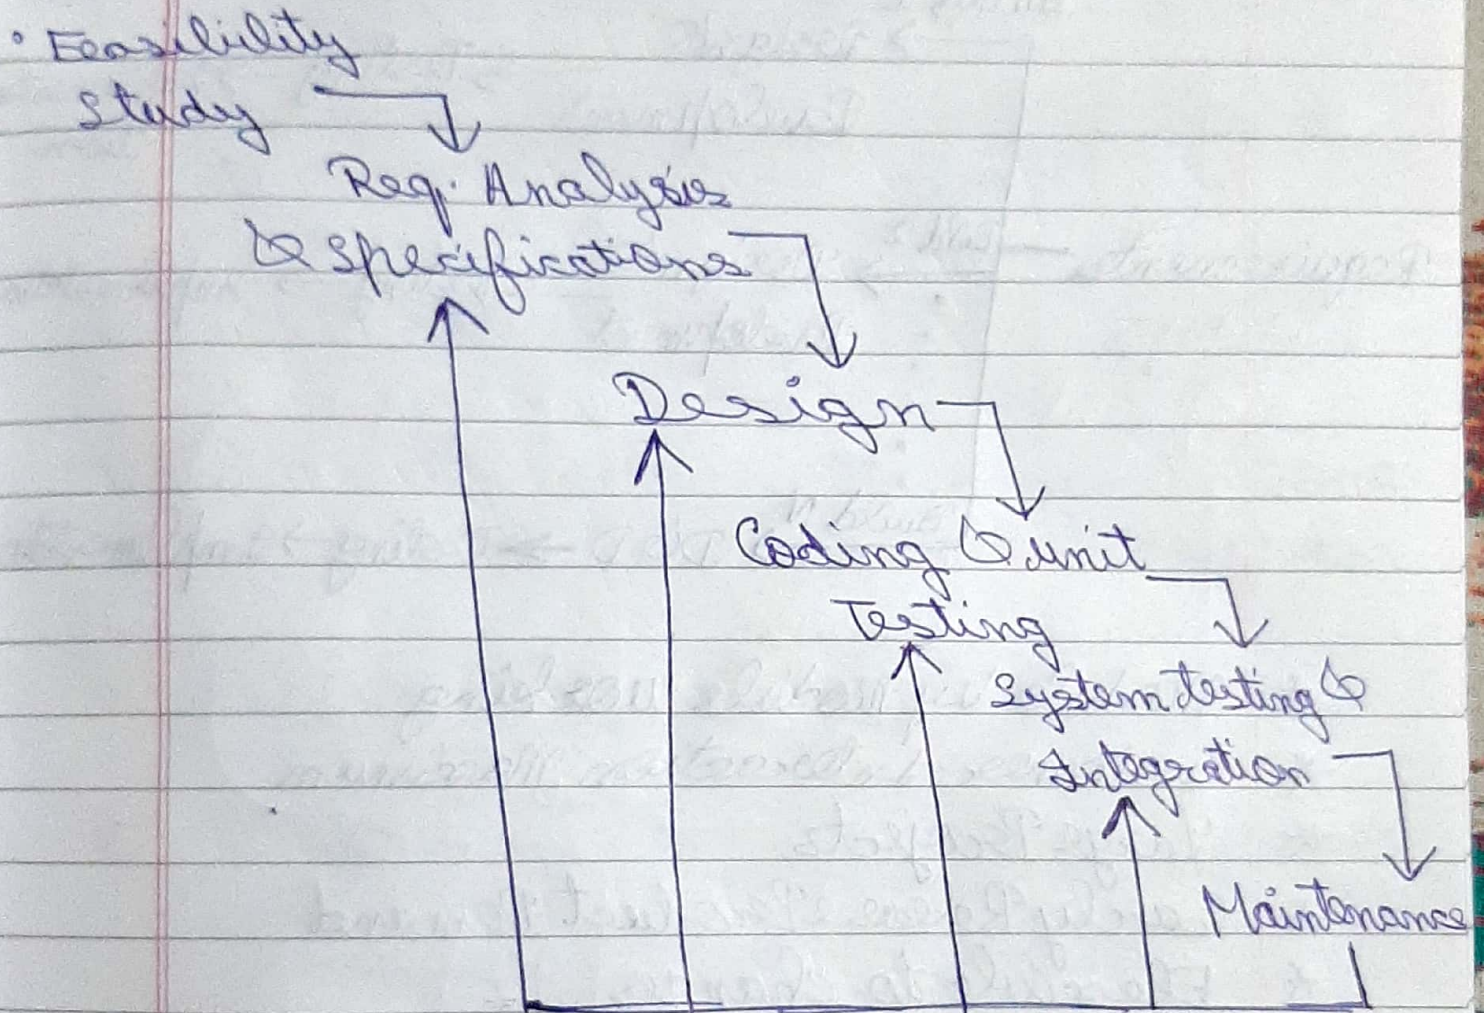 • Feasibility
Study
Req. Analysis
& Specifications
Design
Coding & unit
Testing
System testing &
Integration
Maintenance